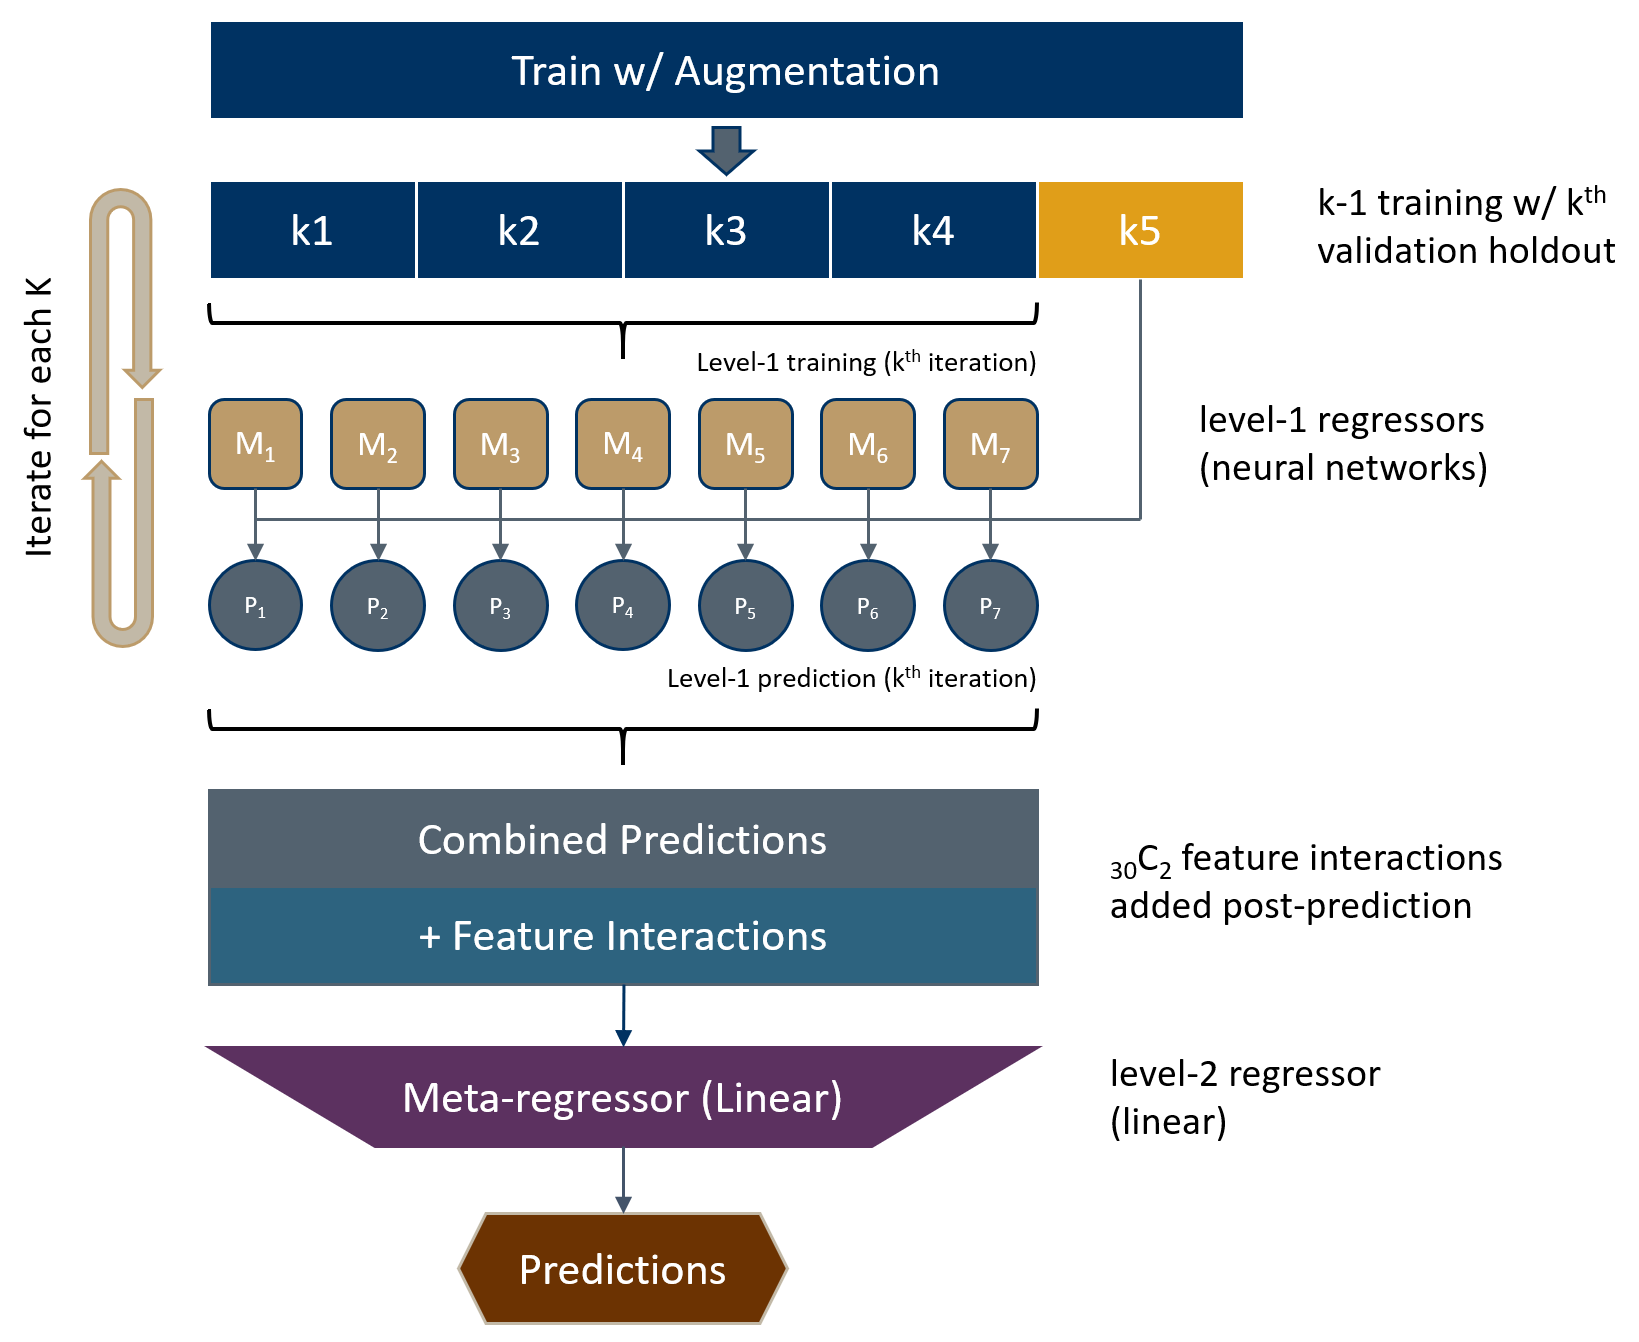 Train w/ Augmentation
k1 k2 k3 k4 k5
k-1 training w/ kth
validation holdout
Iterate for each K
Level-1 training (kth iteration)
M1 M2 M3 M4 M5 M6 M7
level-1 regressors
(neural networks)
P1 P2 P3 P4 P5 P6 P7
Level-1 prediction (kth iteration)
Combined Predictions
+ Feature Interactions
30C2 feature interactions
added post-prediction
Meta-regressor (Linear)
level-2 regressor
(linear)
Predictions